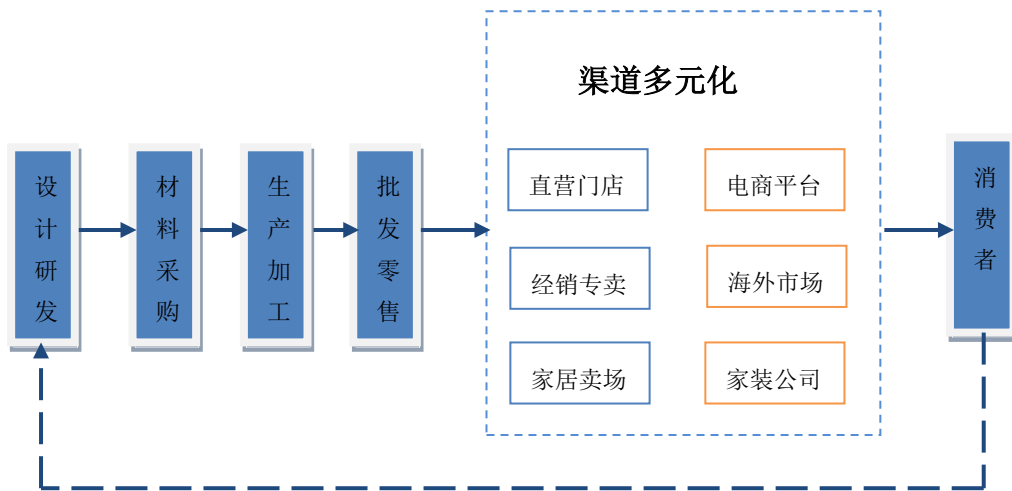 渠道多元化
设计研发
材料采购
生产加工
批发零售
直营门店
电商平台
经销专卖
海外市场
家居卖场
家装公司
消费者